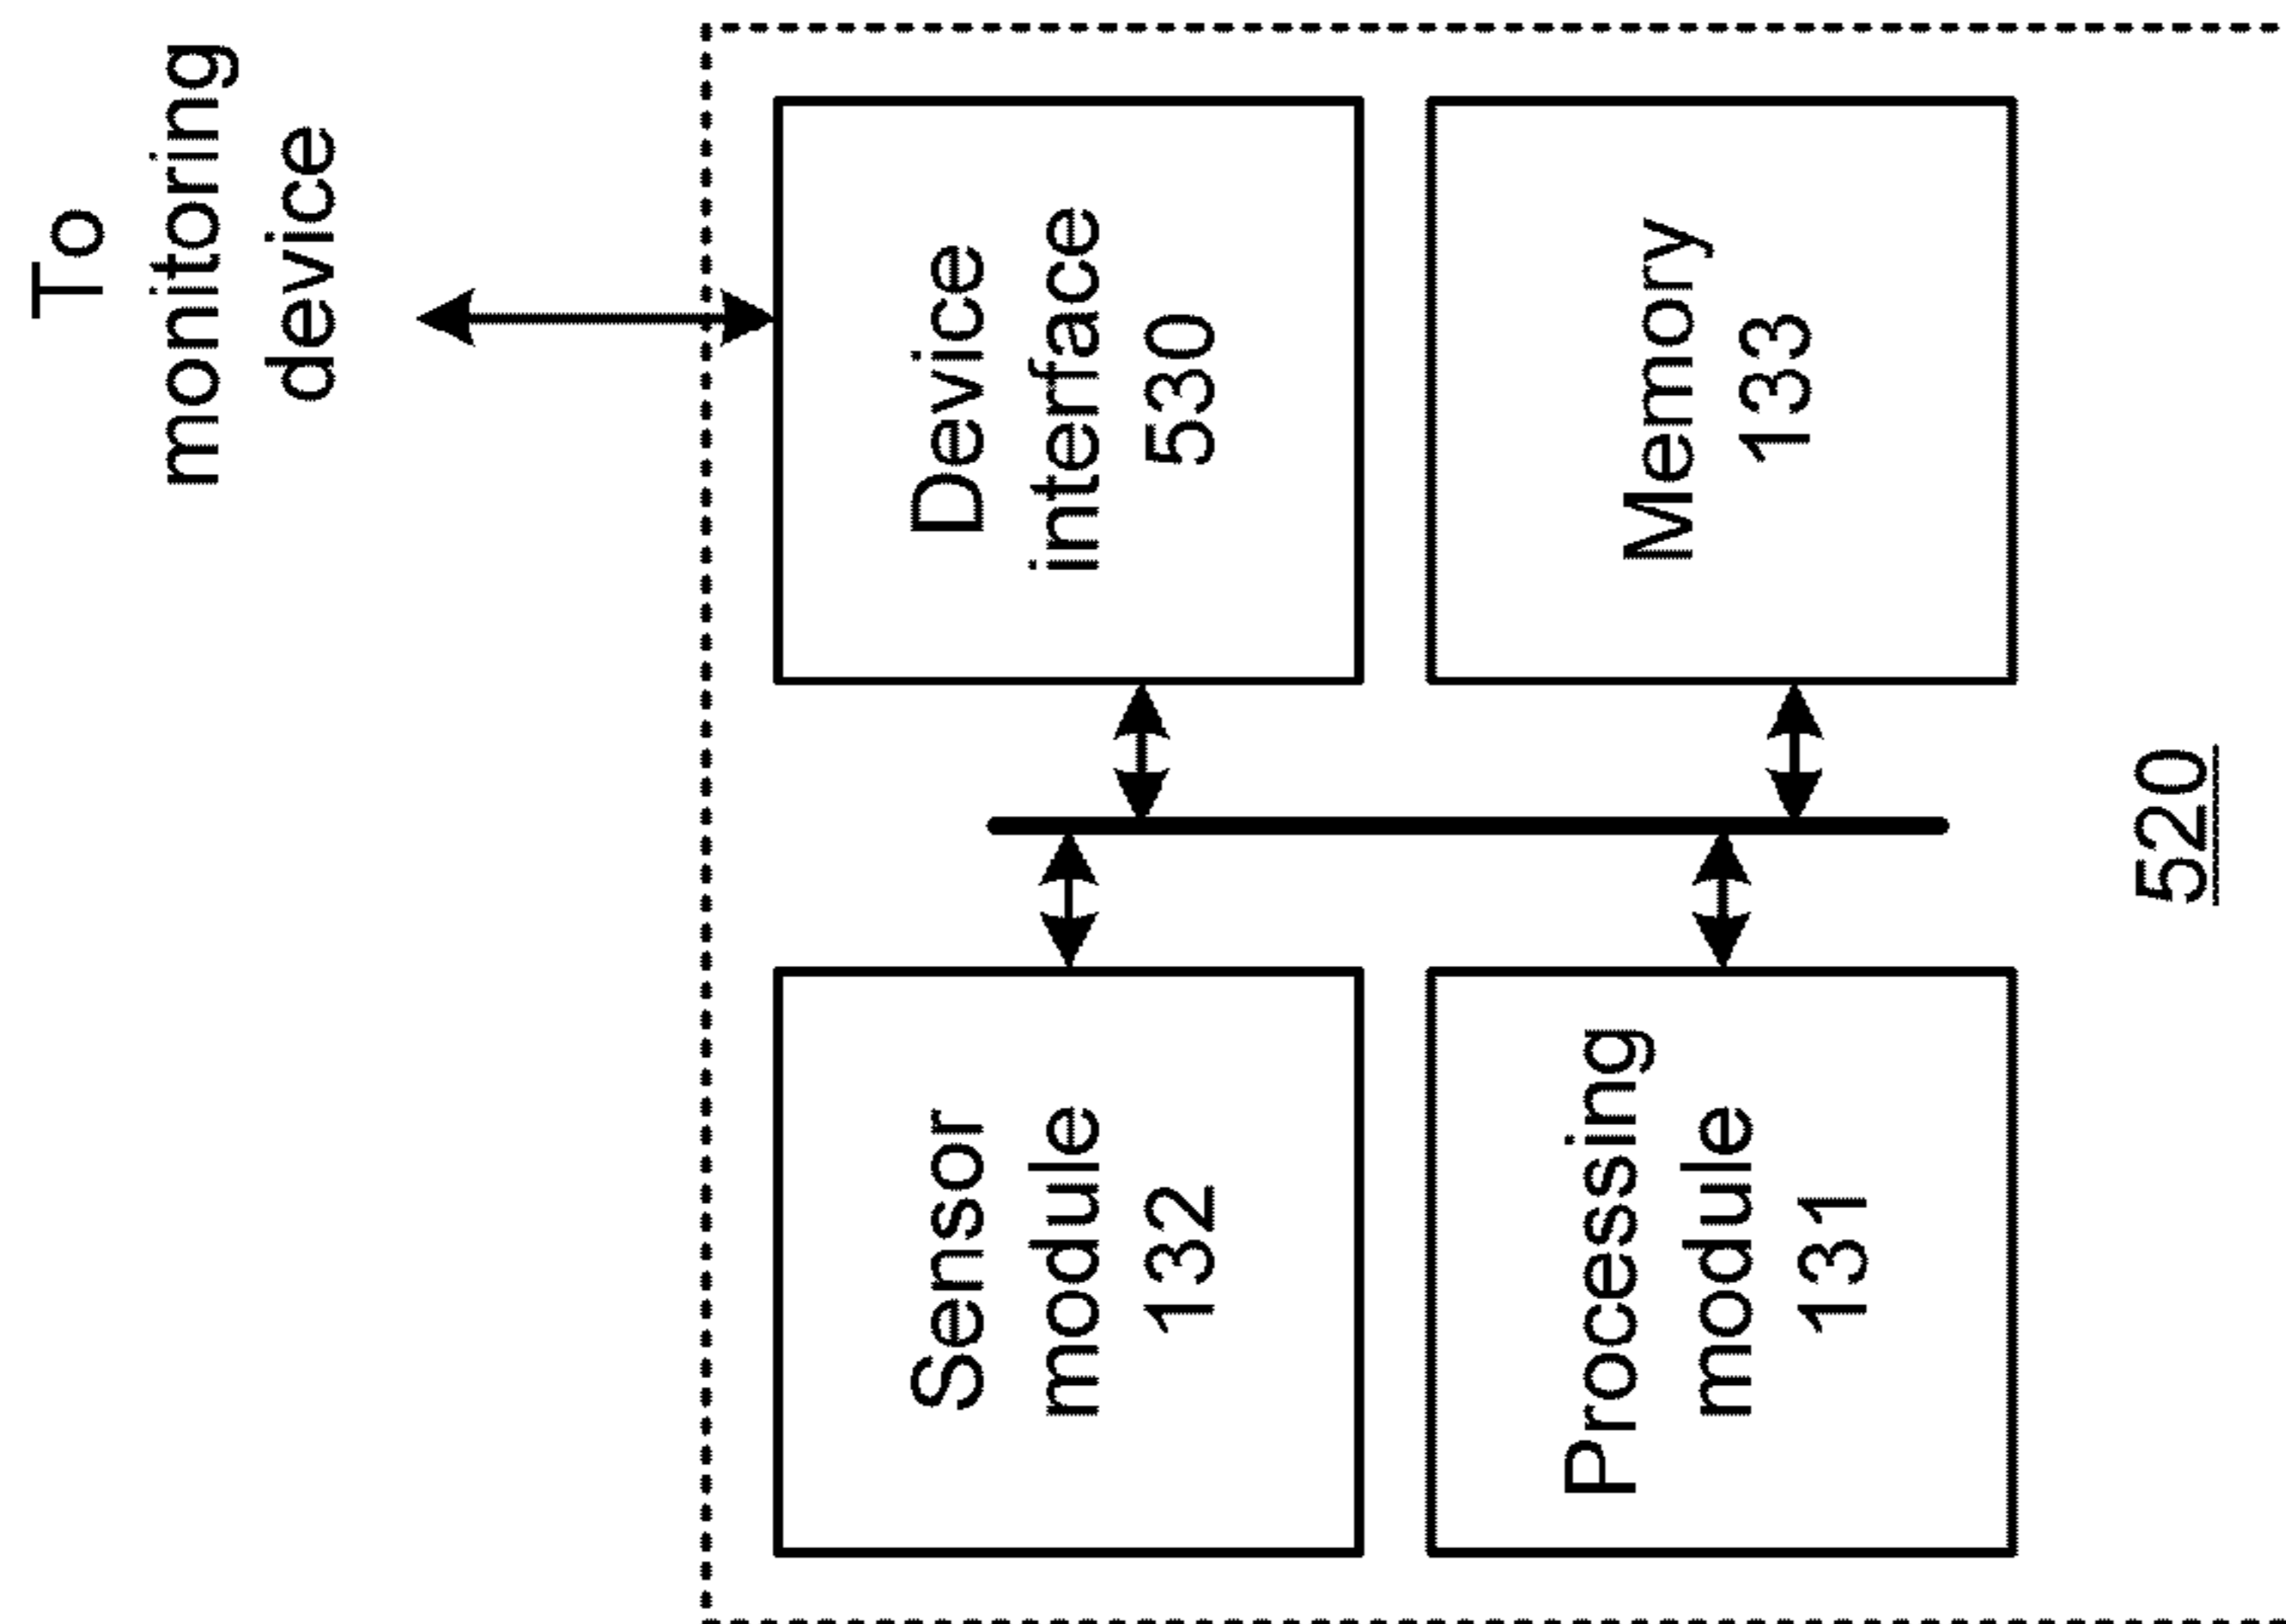 To
monitoring
device
Sensor
module
132
Device
interface
530
Processing
module
131
Memory
133
520